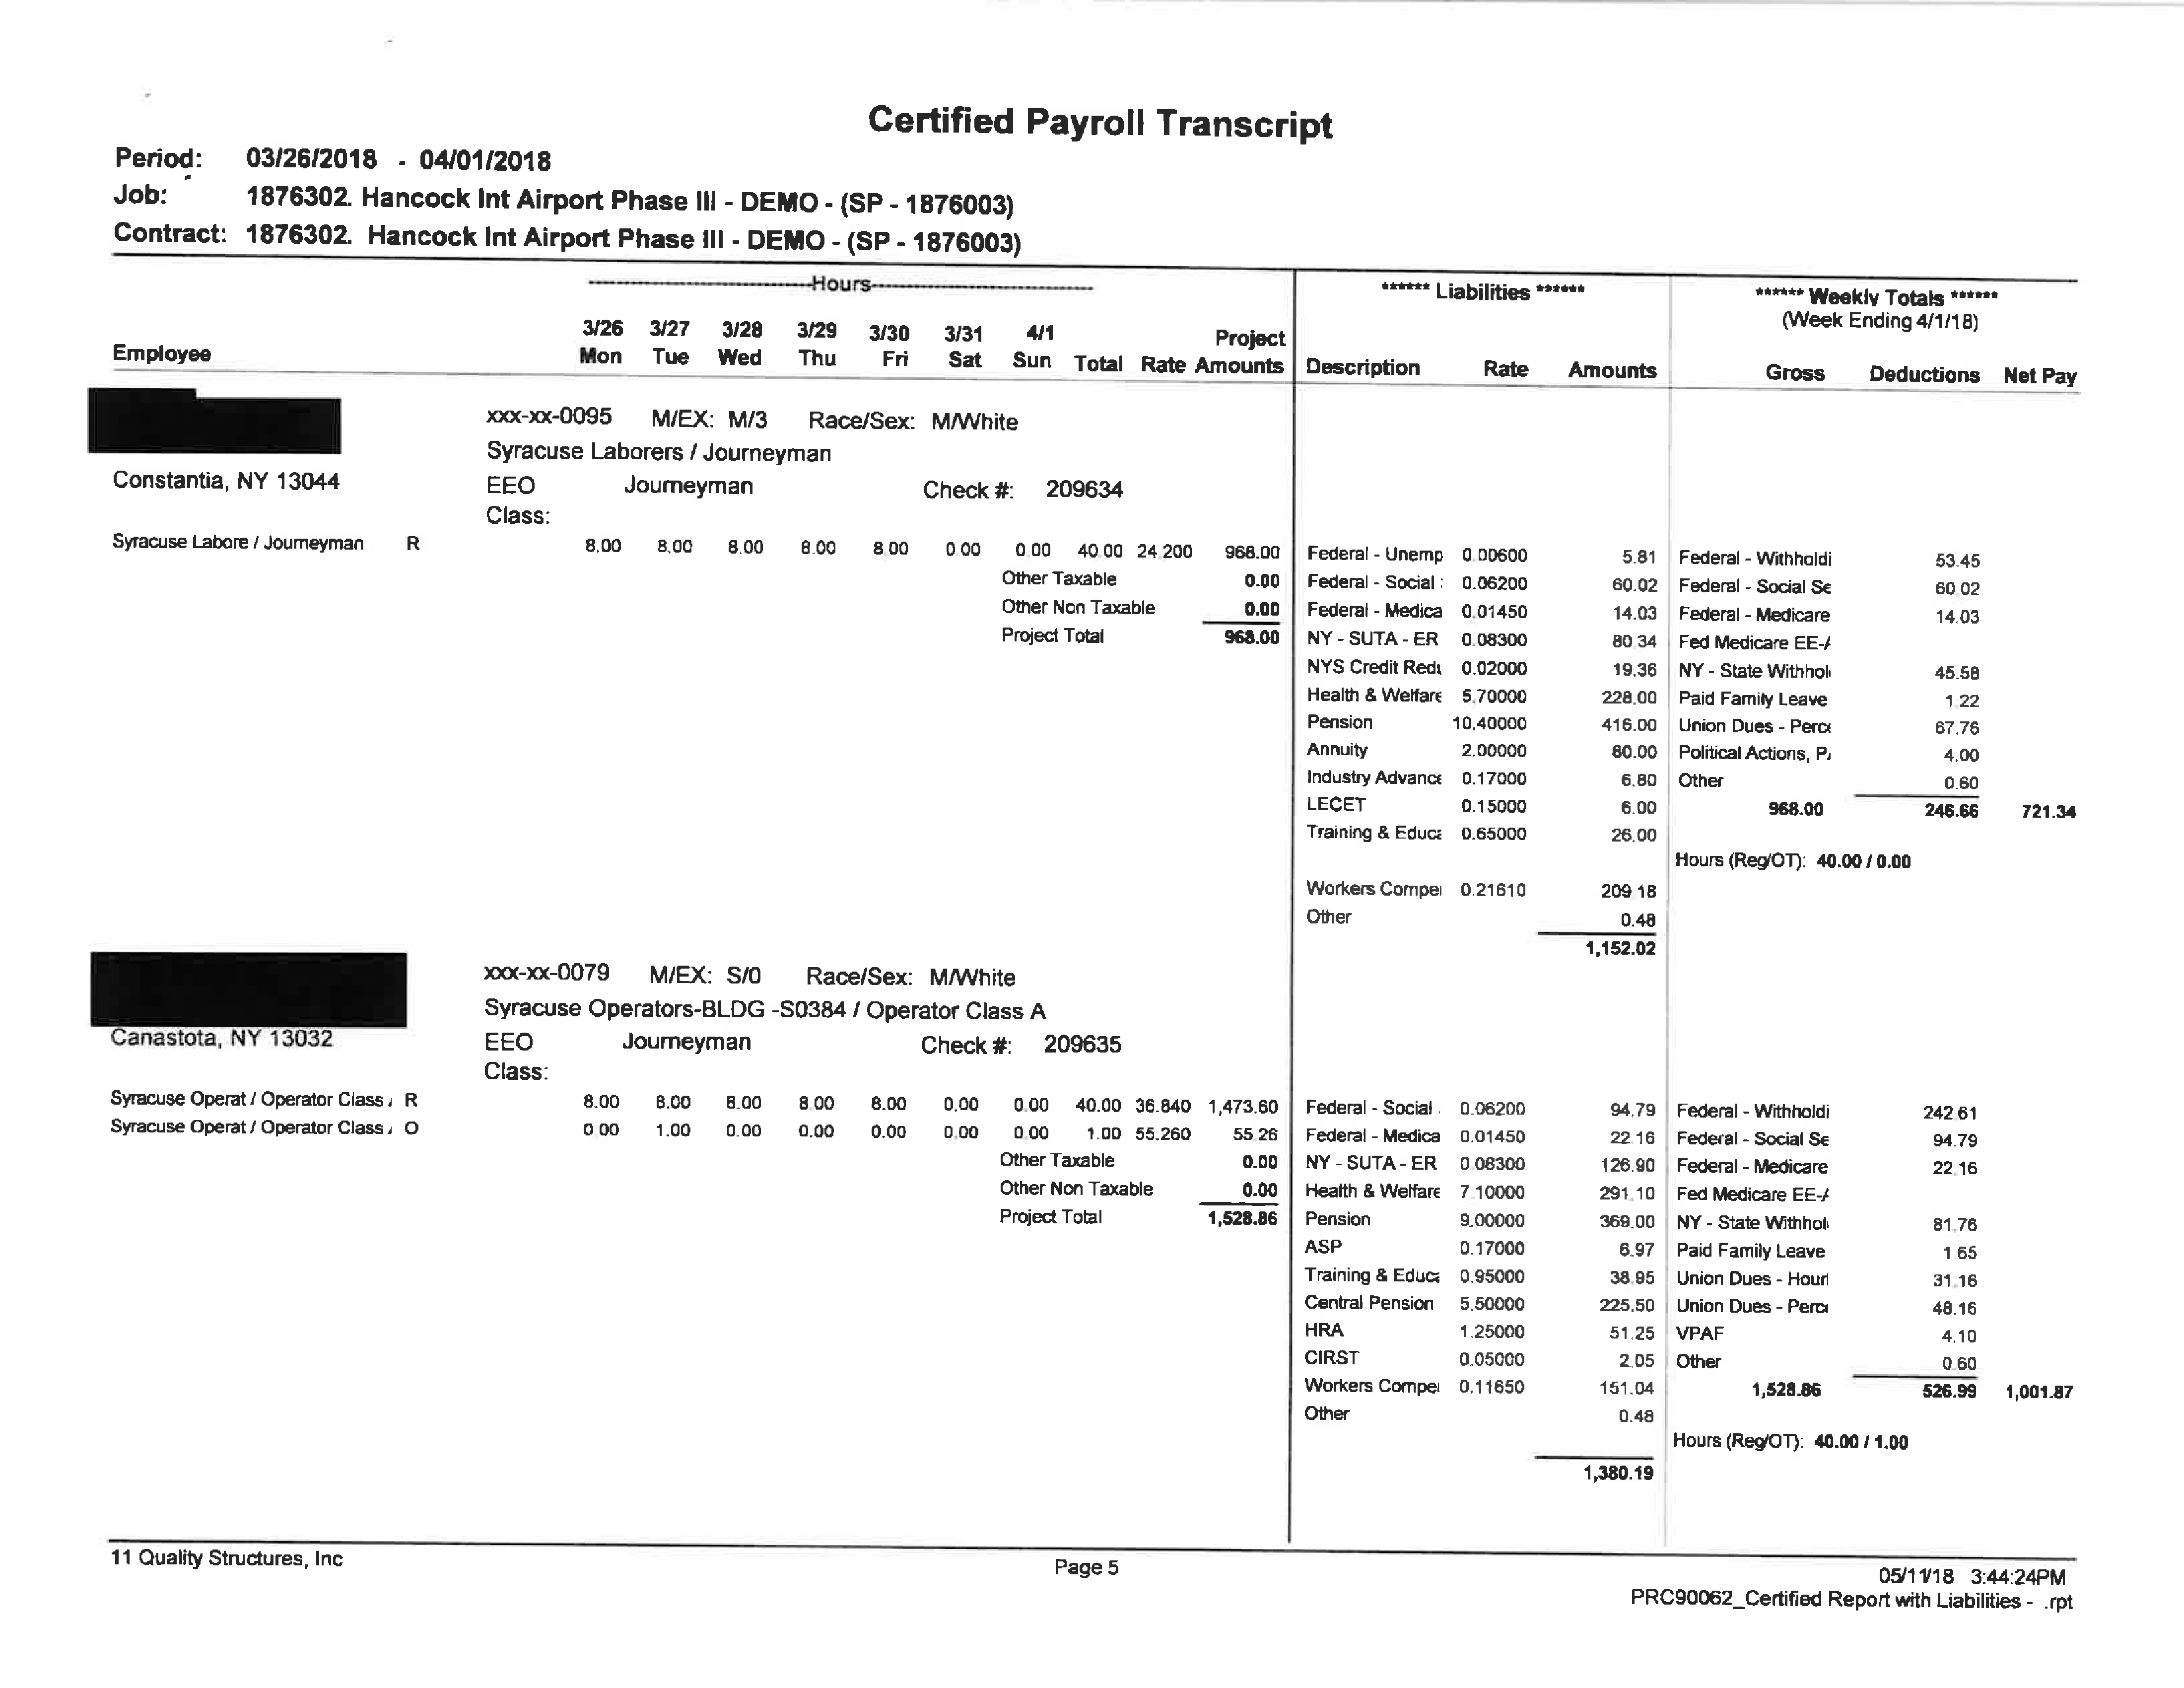 Certified Payroll Transcript
Period: 03/26/2018 - 04/01/2018
Job: 1876302. Hancock Int Airport Phase III - DEMO - (SP - 1876003)
Contract: 1876302. Hancock Int Airport Phase III - DEMO - (SP - 1876003)
Hours
****** Liabilities ******
****** Weekly Totals ******
(Week Ending 4/1/18)
3/26 3/27 3/28 3/29 3/30 3/31 4/1 Project
Employee Mon Tue Wed Thu Fri Sat Sun Total Rate Amounts Description Rate Amounts Gross Deductions Net Pay
xxx-xx-0095 M/EX: M/3 Race/Sex: M/White
Syracuse Laborers / Journeyman
Constantia, NY 13044 EEO Journeyman Check #: 209634
Class:
Syracuse Labore / Journeyman R 8.00 8.00 8.00 8.00 8.00 0.00 0.00 40.00 24.200 968.00 Federal - Unemp 0.00600 5.81 Federal - Withholdi 53.45
Other Taxable 0.00 Federal - Social : 0.06200 60.02 Federal - Social Se 60.02
Other Non Taxable 0.00 Federal - Medica 0.01450 14.03 Federal - Medicare 14.03
Project Total 968.00 NY - SUTA - ER 0.08300 80.34 Fed Medicare EE-A
NYS Credit Redu 0.02000 19.36 NY - State Withhol 45.58
Health & Welfare 5.70000 228.00 Paid Family Leave 1.22
Pension 10.40000 416.00 Union Dues - Perce 67.76
Annuity 2.00000 80.00 Political Actions, P 4.00
Industry Advance 0.17000 6.80 Other 0.60
LECET 0.15000 6.00 968.00 246.66 721.34
Training & Educa 0.65000 26.00
Hours (Reg/OT): 40.00 / 0.00
Workers Compe 0.21610 209.18
Other 0.48
1,152.02
xxx-xx-0079 M/EX: S/0 Race/Sex: M/White
Syracuse Operators-BLDG -S0384 / Operator Class A
Canastota, NY 13032 EEO Journeyman Check #: 209635
Class:
Syracuse Operat / Operator Class R 8.00 8.00 8.00 8.00 8.00 0.00 0.00 40.00 36.840 1,473.60 Federal - Social 0.06200 94.79 Federal - Withholdi 242.61
Syracuse Operat / Operator Class O 0.00 1.00 0.00 0.00 0.00 0.00 0.00 1.00 55.260 55.26 Federal - Medica 0.01450 22.16 Federal - Social Se 94.79
Other Taxable 0.00 NY - SUTA - ER 0.08300 126.90 Federal - Medicare 22.16
Other Non Taxable 0.00 Health & Welfare 7.10000 291.10 Fed Medicare EE-A
Project Total 1,528.86 Pension 9.00000 369.00 NY - State Withhol 81.76
ASP 0.17000 6.97 Paid Family Leave 1.65
Training & Educa 0.95000 38.95 Union Dues - Hourl 31.16
Central Pension 5.50000 225.50 Union Dues - Perce 48.16
HRA 1.25000 51.25 VPAF 4.10
CIRST 0.05000 2.05 Other 0.60
Workers Compe 0.11650 151.04 1,528.86 526.99 1,001.87
Other 0.48
Hours (Reg/OT): 40.00 / 1.00
1,380.19
11 Quality Structures, Inc Page 5 05/11/18 3:44:24PM
PRC90062_Certified Report with Liabilities - .rpt